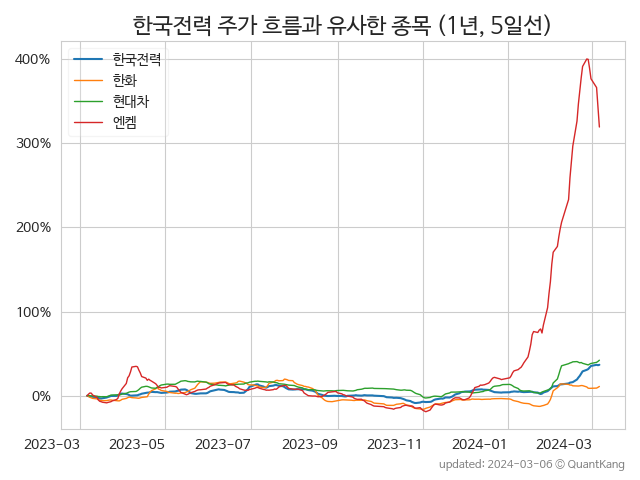 한국전력 주가 흐름과 유사한 종목 (1년, 5일선)
한국전력
한화
현대차
엔켐
400%
300%
200%
100%
0%
2023-03
2023-05
2023-07
2023-09
2023-11
2024-01
2024-03
updated: 2024-03-06 © QuantKang